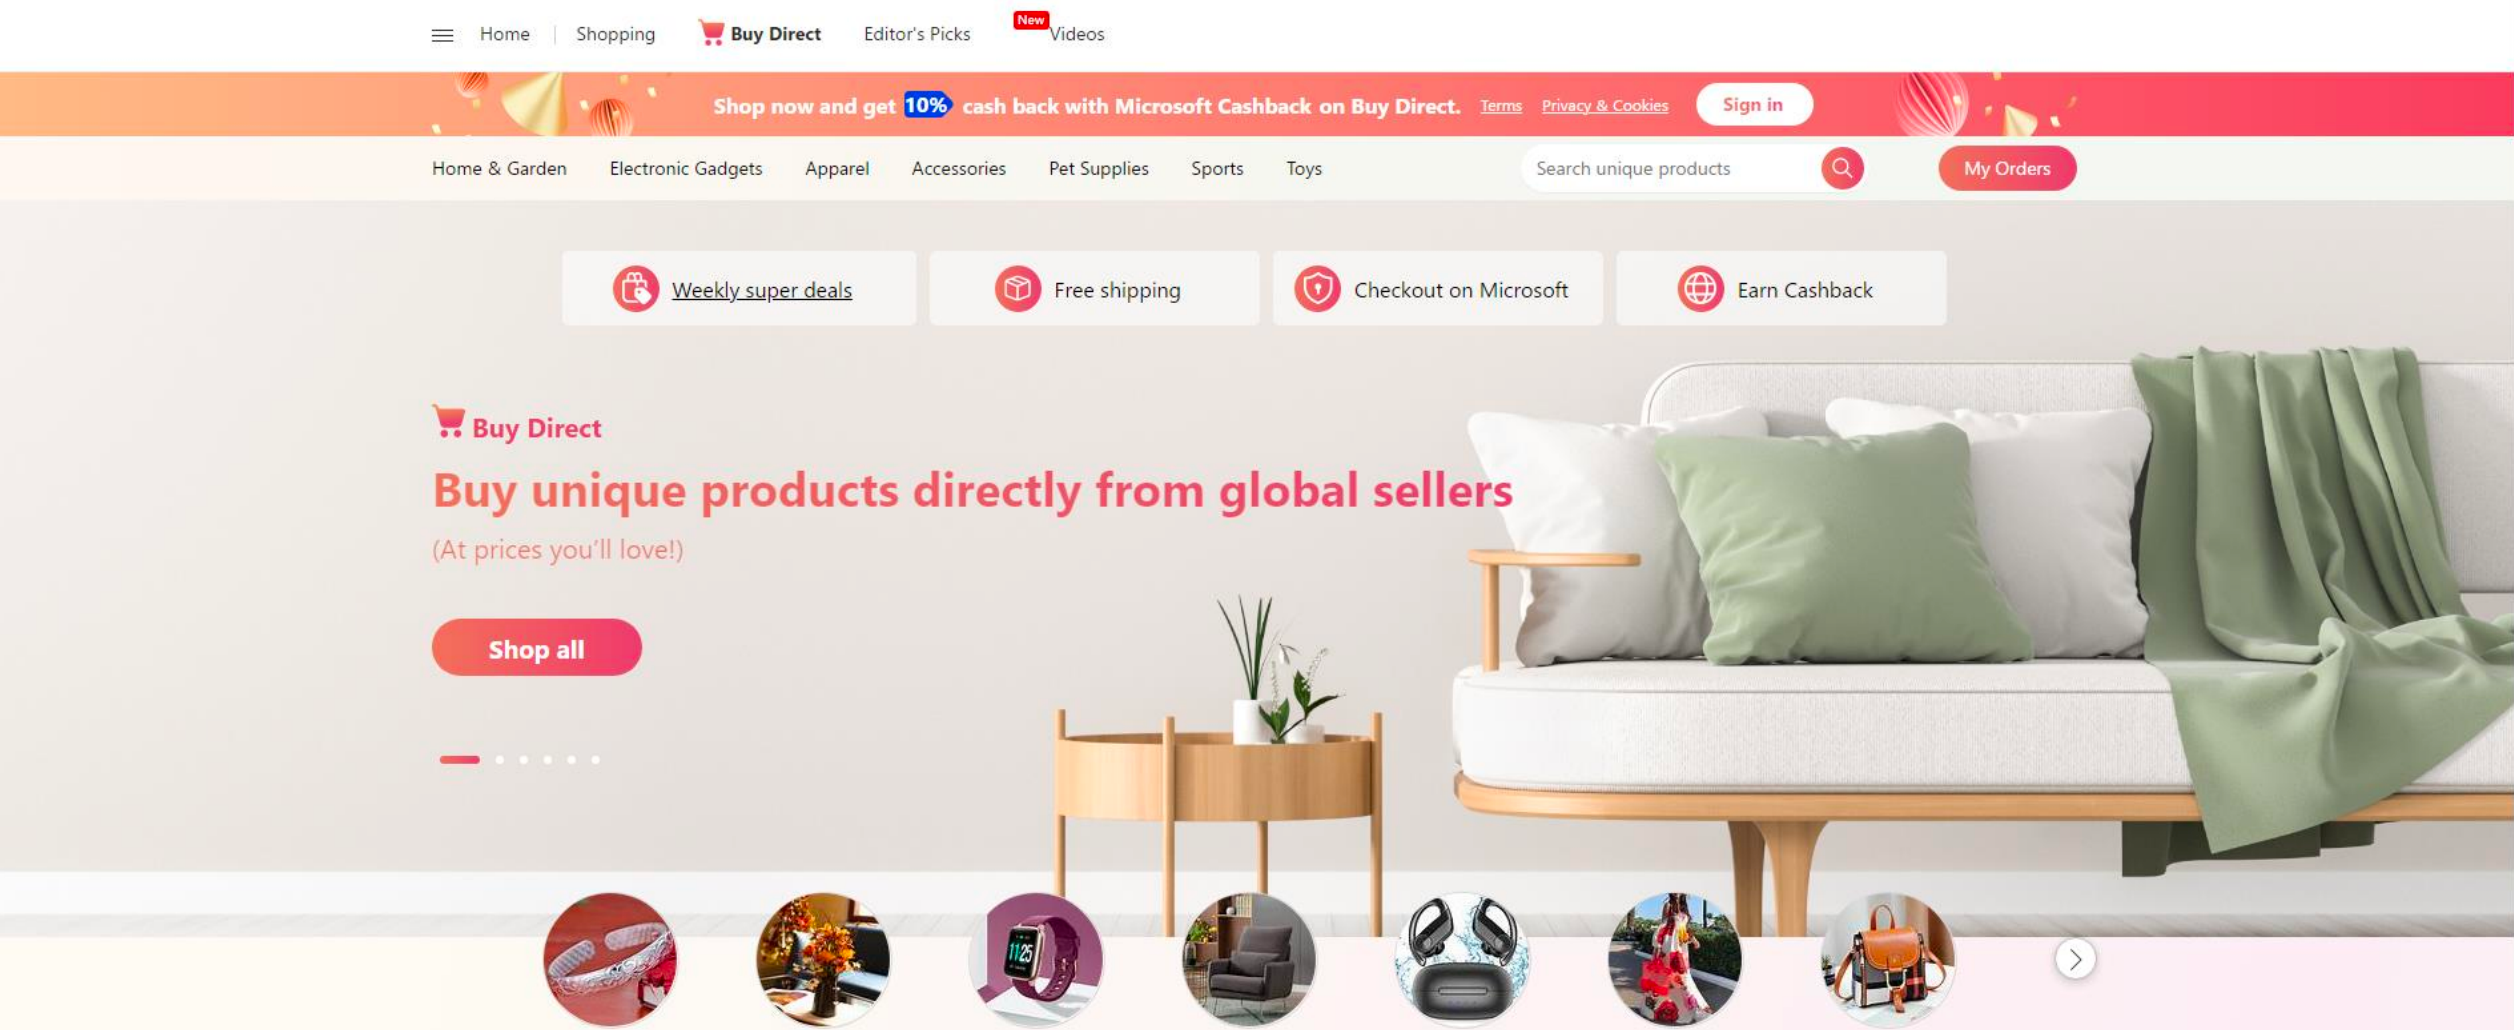 Home | Shopping Buy Direct Editor's Picks New Videos
Shop now and get 10% cash back with Microsoft Cashback on Buy Direct. Terms Privacy & Cookies Sign in
Home & Garden Electronic Gadgets Apparel Accessories Pet Supplies Sports Toys Search unique products My Orders
Weekly super deals Free shipping Checkout on Microsoft Earn Cashback
Buy Direct
Buy unique products directly from global sellers
(At prices you'll love!)
Shop all
11:25